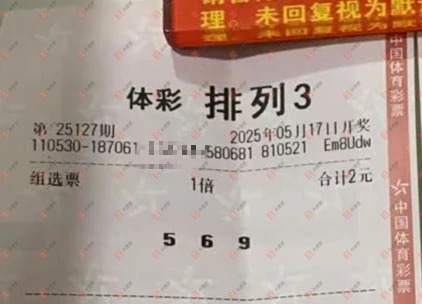 理 未回复视为默
体彩 排列3
第 25127期 2025年05月17日开奖
110530-187061 580681 810521 Em8Udw
组选票 1倍 合计2元
5 6 9
中国体育彩票
中国体育彩票